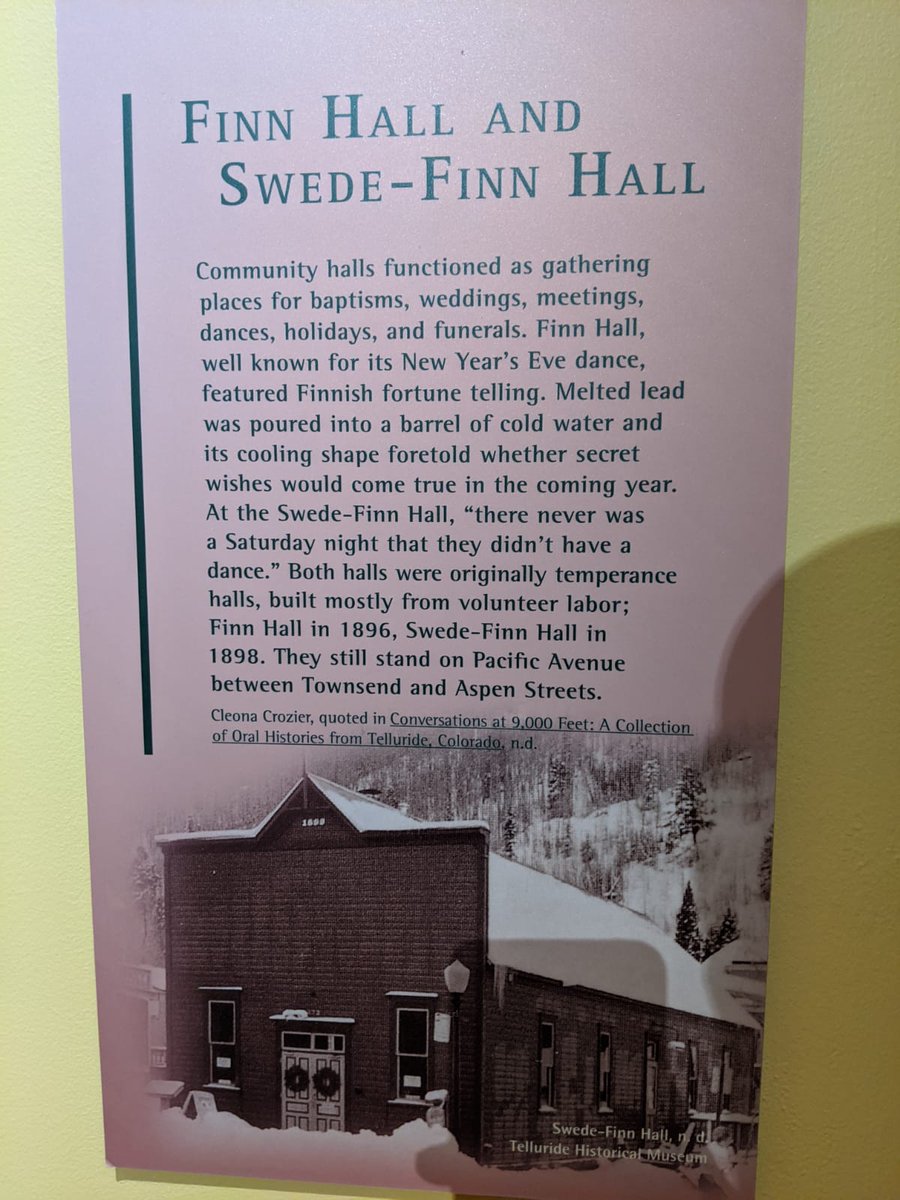 FINN HALL AND
SWEDE-FINN HALL
Community halls functioned as gathering
places for baptisms, weddings, meetings,
dances, holidays, and funerals. Finn Hall,
well known for its New Year's Eve dance,
featured Finnish fortune telling. Melted lead
was poured into a barrel of cold water and
its cooling shape foretold whether secret
wishes would come true in the coming year.
At the Swede-Finn Hall, “there never was
a Saturday night that they didn't have a
dance.” Both halls were originally temperance
halls, built mostly from volunteer labor;
Finn Hall in 1896, Swede-Finn Hall in
1898. They still stand on Pacific Avenue
between Townsend and Aspen Streets.
Cleona Crozier, quoted in Conversations at 9,000 Feet: A Collection
of Oral Histories from Telluride, Colorado, n.d.
Swede-Finn Hall, n. d.
Telluride Historical Museum